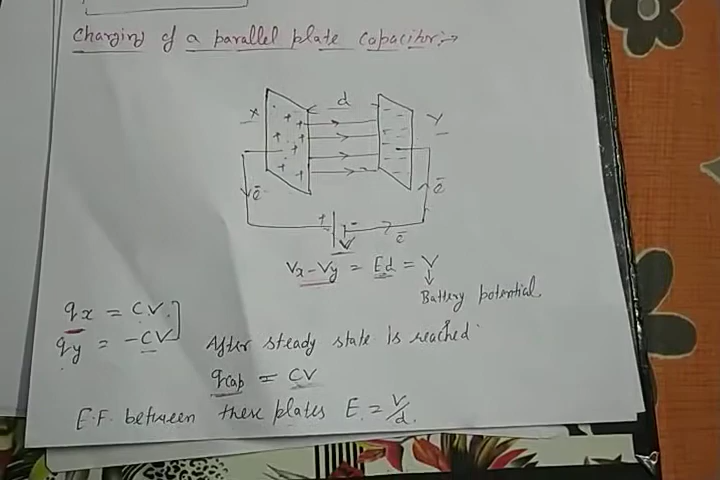 Charging of a parallel plate capacitor:→
d
X
Y
+ + + + + + +
ē
ē
+ -
ē
V
Vx-Vy = Ed = V
Battery potential
qx = CV
qy = -CV
After steady state is reached
qcap = CV
E.F. between these plates E. = V/d.